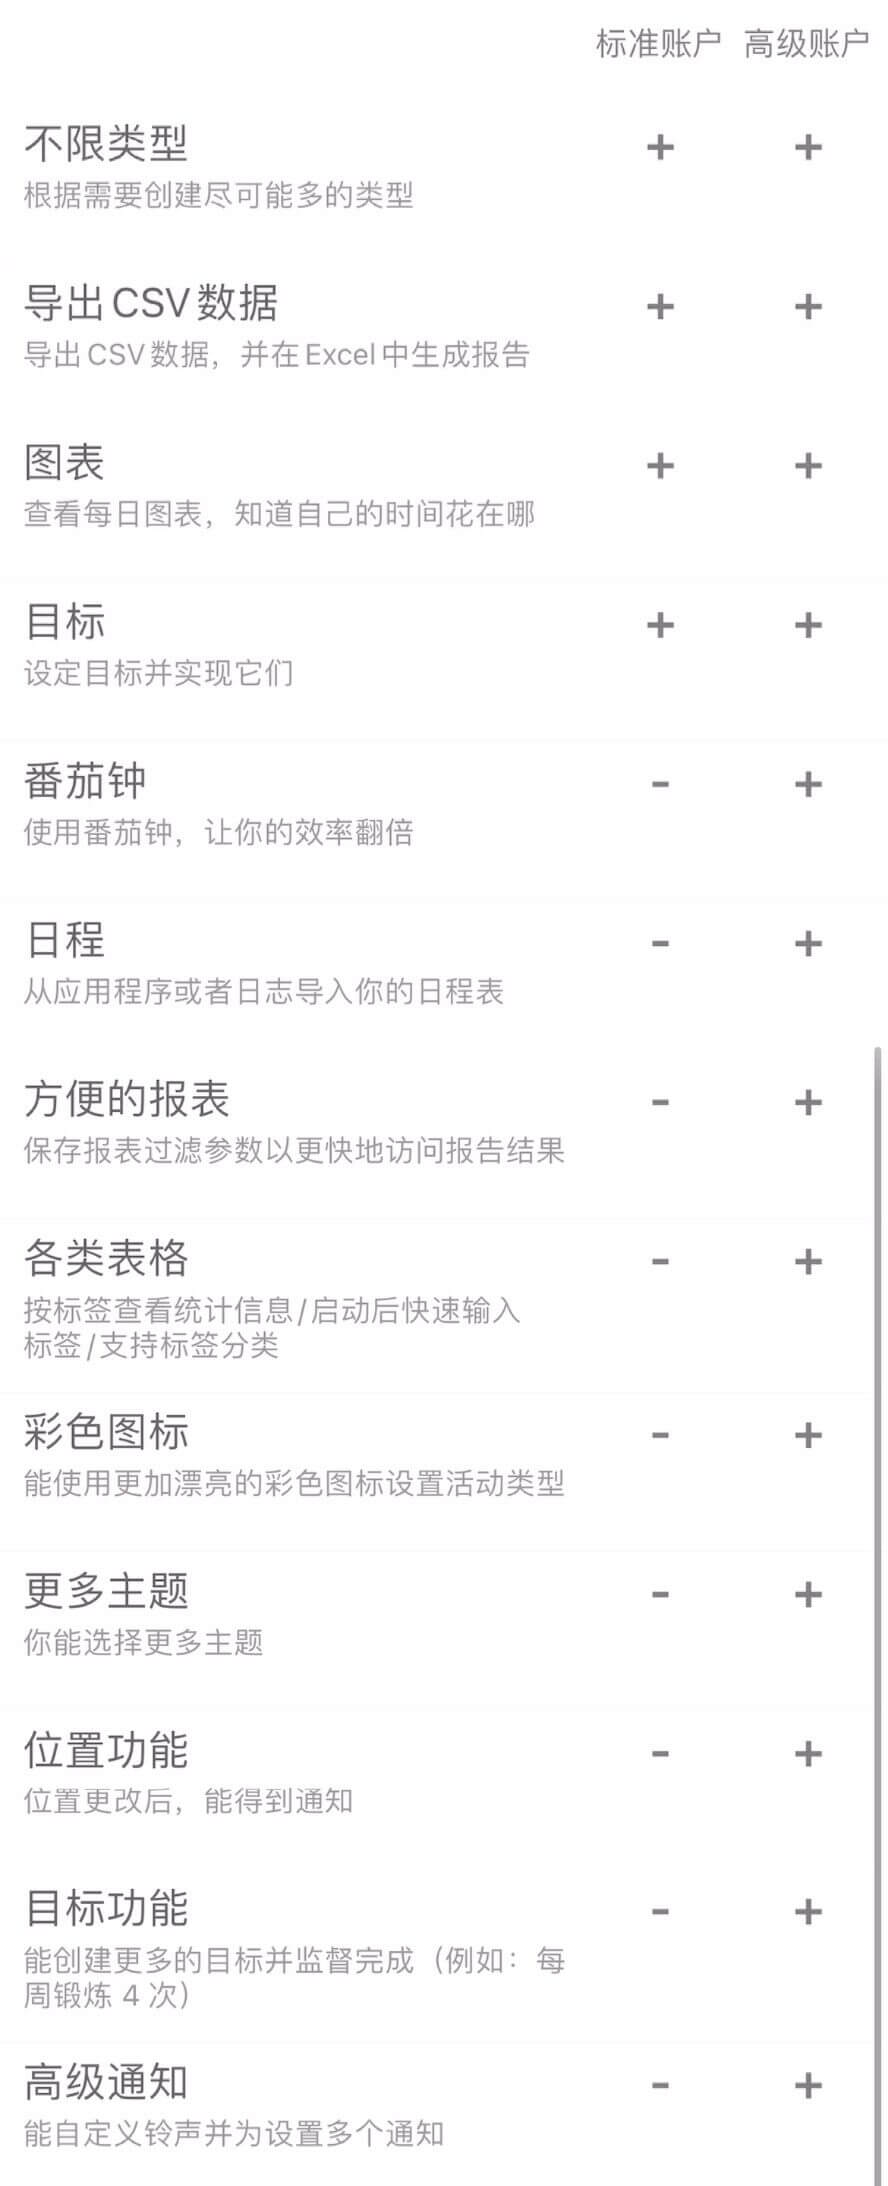 标准账户 高级账户
不限类型 + +
根据需要创建尽可能多的类型
导出CSV数据 + +
导出CSV数据，并在Excel中生成报告
图表 + +
查看每日图表，知道自己的时间花在哪
目标 + +
设定目标并实现它们
番茄钟 - +
使用番茄钟，让你的效率翻倍
日程 - +
从应用程序或者日志导入你的日程表
方便的报表 - +
保存报表过滤参数以更快地访问报告结果
各类表格 - +
按标签查看统计信息/启动后快速输入
标签/支持标签分类
彩色图标 - +
能使用更加漂亮的彩色图标设置活动类型
更多主题 - +
你能选择更多主题
位置功能 - +
位置更改后，能得到通知
目标功能 - +
能创建更多的目标并监督完成（例如：每
周锻炼 4 次）
高级通知 - +
能自定义铃声并为设置多个通知